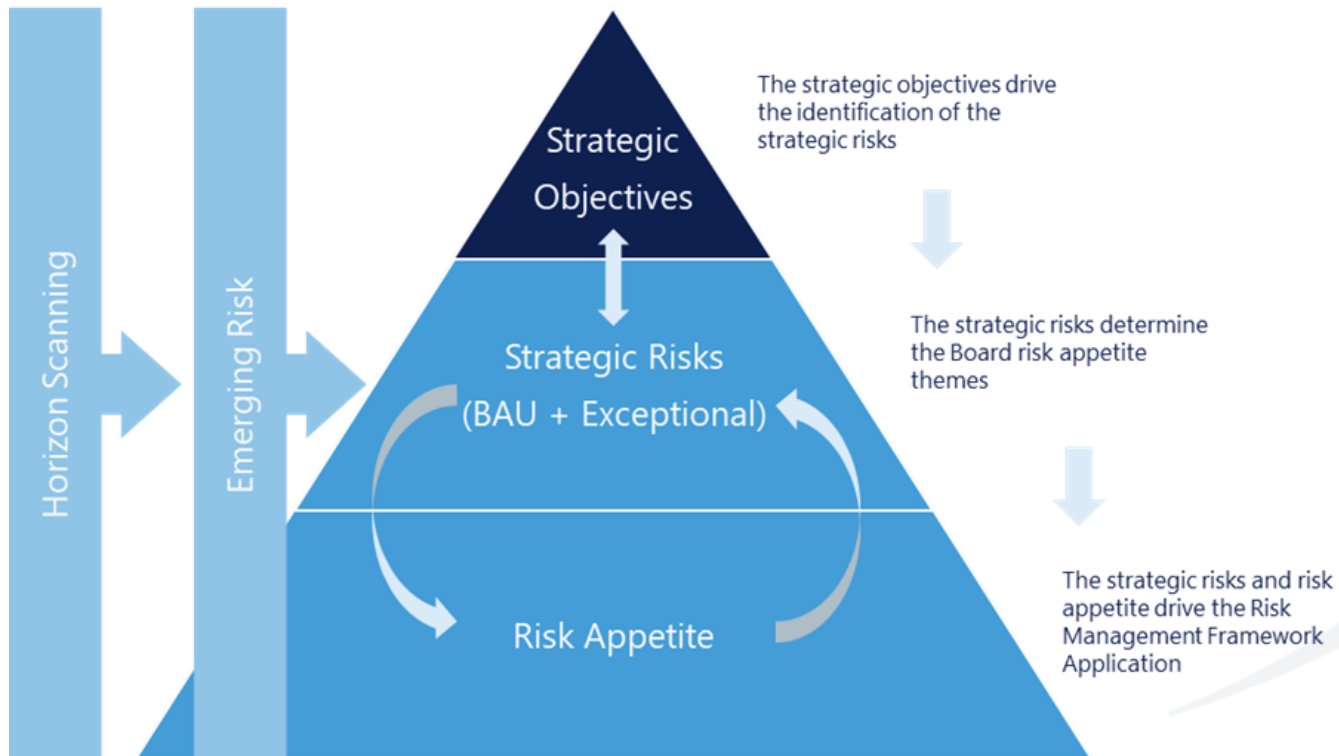 Horizon Scanning
Emerging Risk
Strategic
Objectives
Strategic Risks
(BAU + Exceptional)
Risk Appetite
The strategic objectives drive
the identification of the
strategic risks
The strategic risks determine
the Board risk appetite
themes
The strategic risks and risk
appetite drive the Risk
Management Framework
Application